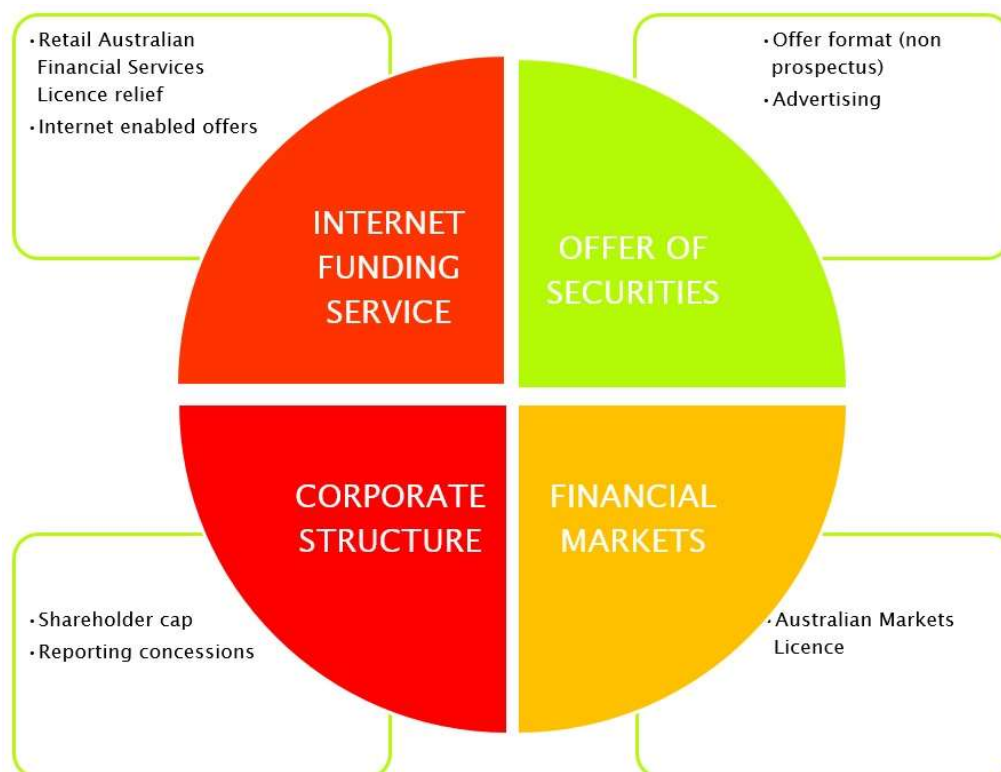 ·Retail Australian
Financial Services
Licence relief
·Internet enabled offers
·Offer format (non
prospectus)
·Advertising
INTERNET
FUNDING
SERVICE
OFFER OF
SECURITIES
CORPORATE
STRUCTURE
FINANCIAL
MARKETS
·Shareholder cap
·Reporting concessions
·Australian Markets
Licence